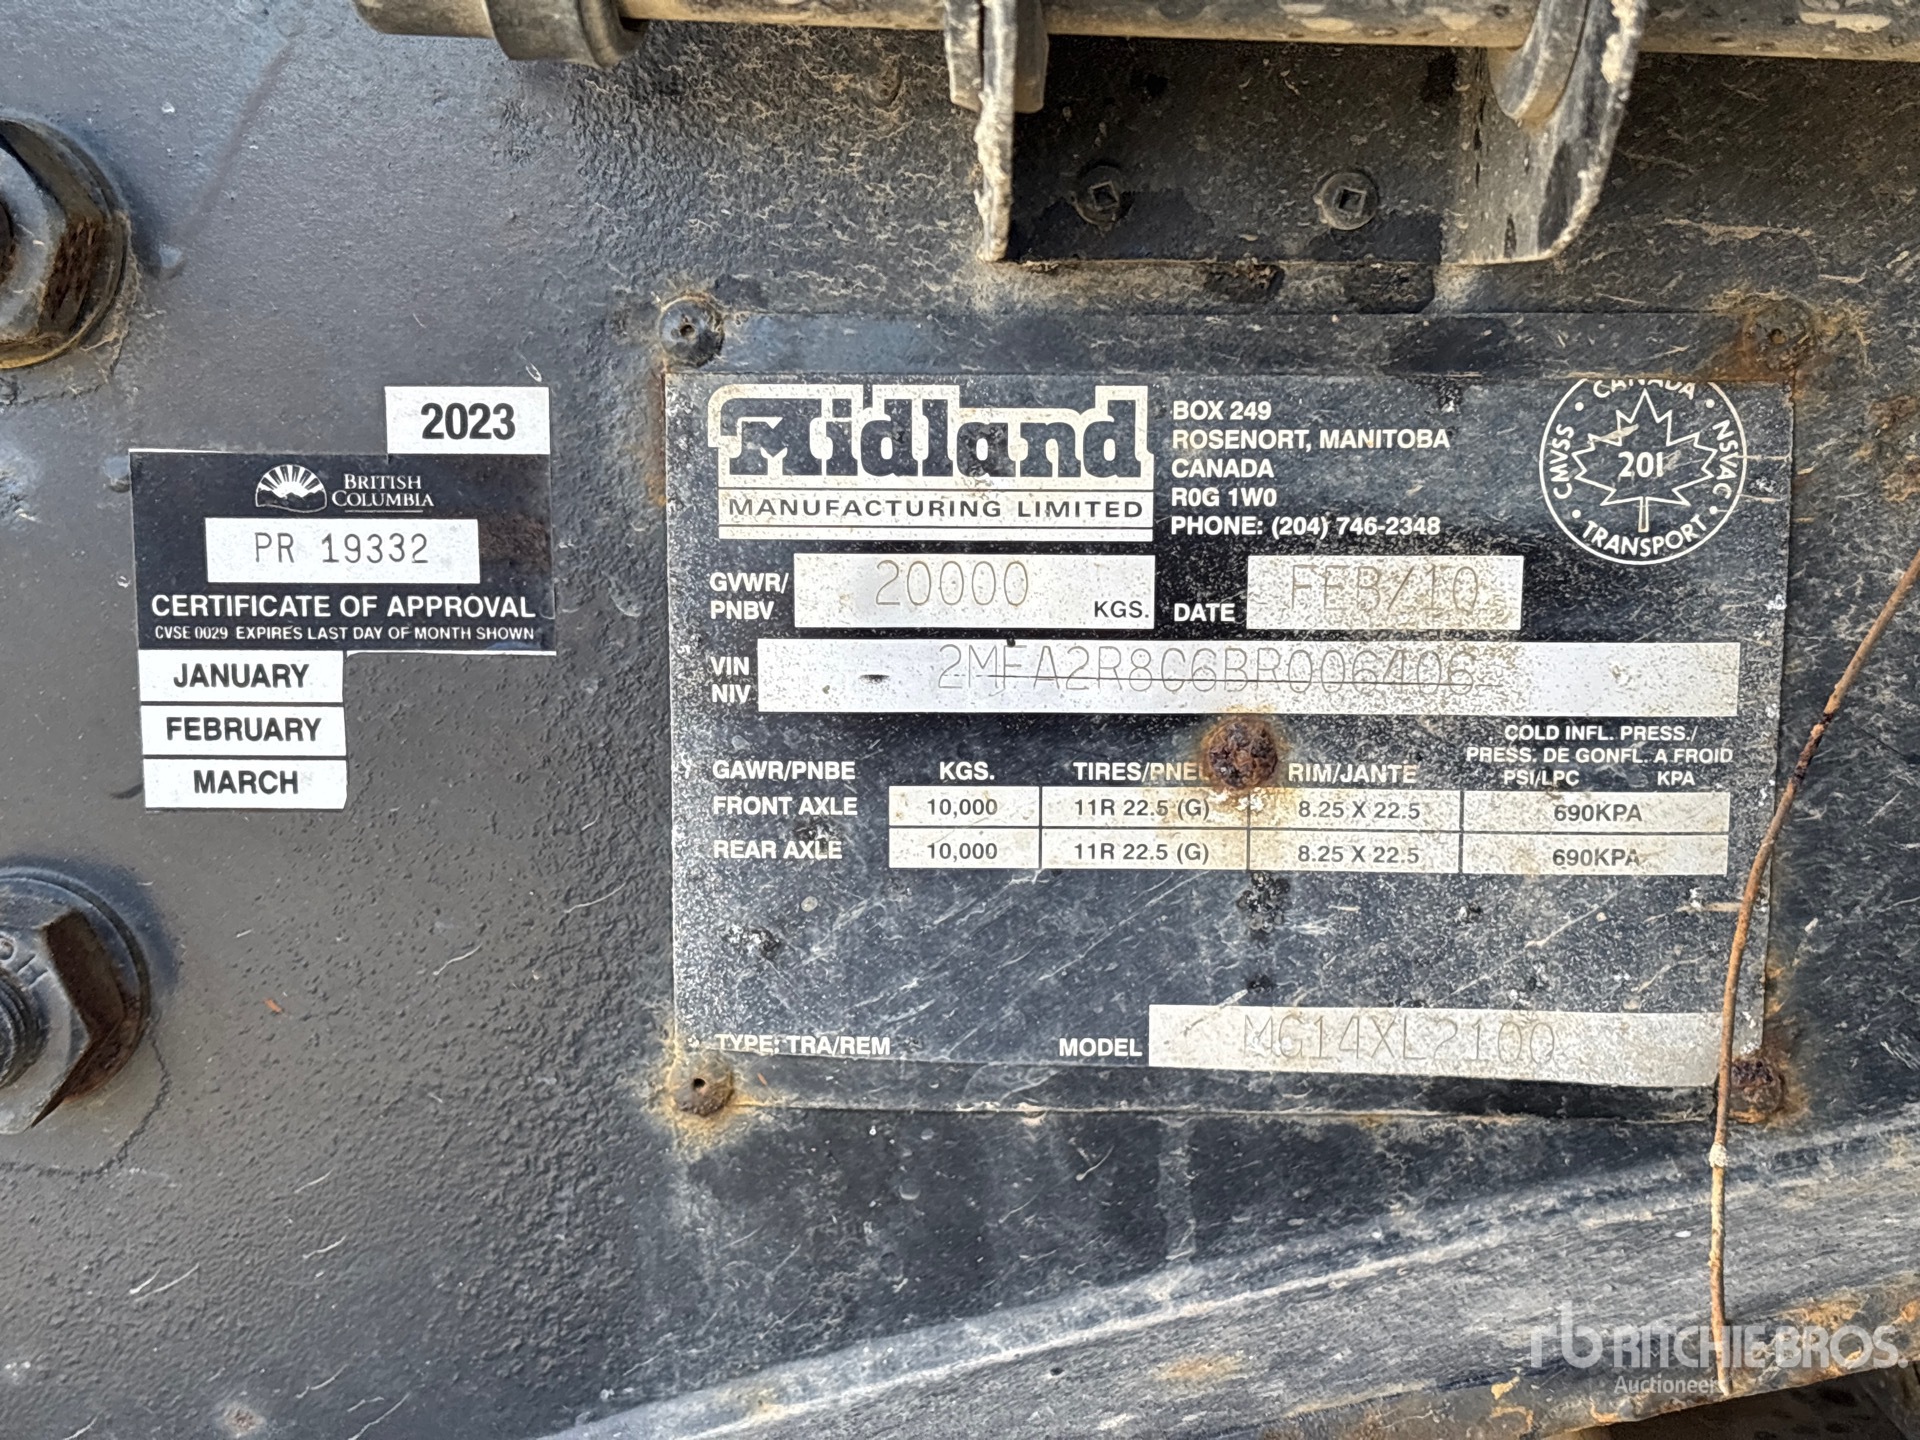 2023
BRITISH
COLUMBIA
PR 19332
CERTIFICATE OF APPROVAL
CVSE 0029 EXPIRES LAST DAY OF MONTH SHOWN
JANUARY
FEBRUARY
MARCH
Midland
MANUFACTURING LIMITED
BOX 249
ROSENORT, MANITOBA
CANADA
R0G 1W0
PHONE: (204) 746-2348
CANADA
CMVSS · NSVAC
201
TRANSPORT
GVWR/
PNBV
20000 KGS.
DATE FEB/10
VIN
NIV
2MFA2R8C6BR006406
COLD INFL. PRESS./
PRESS. DE GONFL. A FROID
GAWR/PNBE KGS. TIRES/PNEU RIM/JANTE PSI/LPC KPA
FRONT AXLE 10,000 11R 22.5 (G) 8.25 X 22.5 690KPA
REAR AXLE 10,000 11R 22.5 (G) 8.25 X 22.5 690KPA
TYPE: TRA/REM MODEL MG14XL2100
rb RITCHIE BROS.
Auctioneers